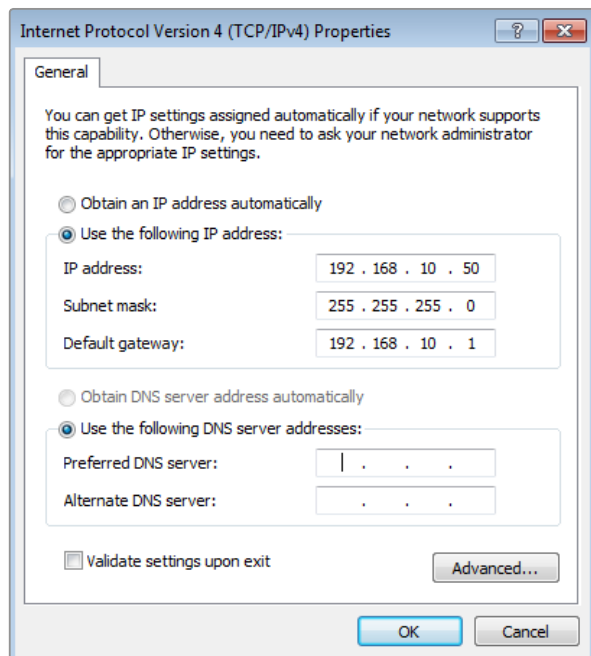 Internet Protocol Version 4 (TCP/IPv4) Properties
General
You can get IP settings assigned automatically if your network supports
this capability. Otherwise, you need to ask your network administrator
for the appropriate IP settings.
Obtain an IP address automatically
Use the following IP address:
IP address: 192 . 168 . 10 . 50
Subnet mask: 255 . 255 . 255 . 0
Default gateway: 192 . 168 . 10 . 1
Obtain DNS server address automatically
Use the following DNS server addresses:
Preferred DNS server: . . .
Alternate DNS server: . . .
Validate settings upon exit
Advanced...
OK Cancel